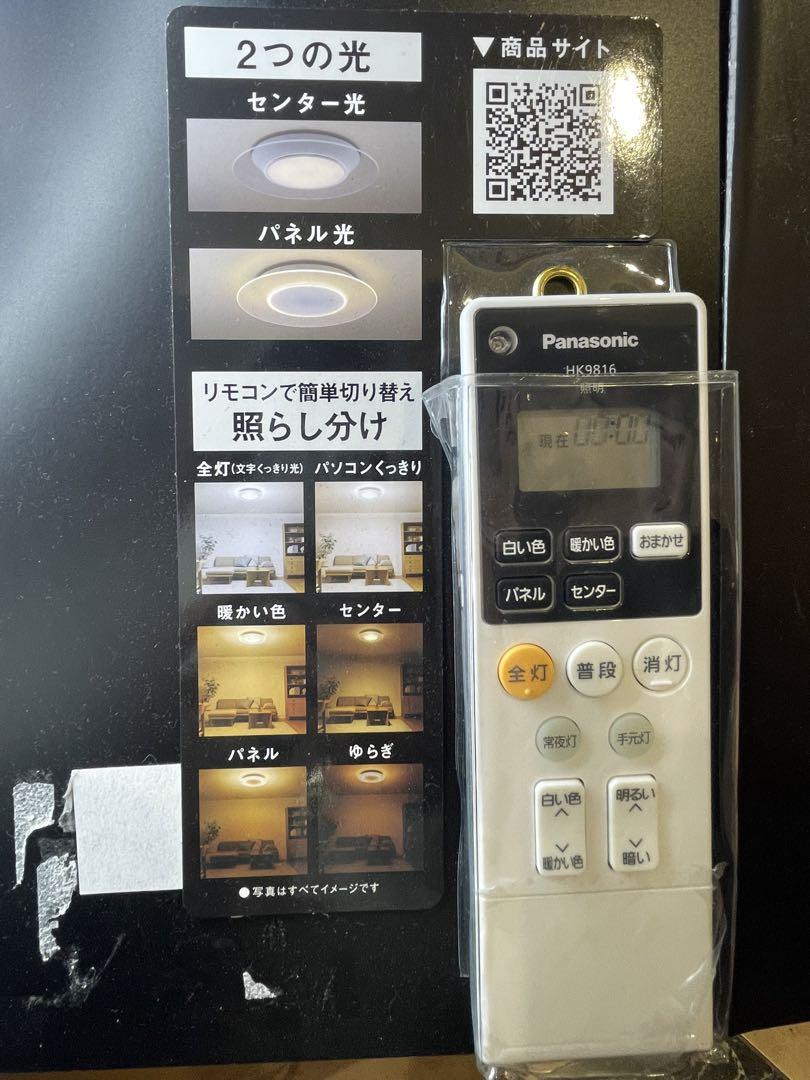 2つの光
センター光
パネル光
リモコンで簡単切り替え
照らし分け
全灯(文字くっきり光)
パソコンくっきり
暖かい色
センター
パネル
ゆらぎ
●写真はすべてイメージです
▼商品サイト
Panasonic
HK9816
照明
現在 00:00
白い色
暖かい色
おまかせ
パネル
センター
全灯
普段
消灯
常夜灯
手元灯
白い色
明るい
暖かい色
暗い